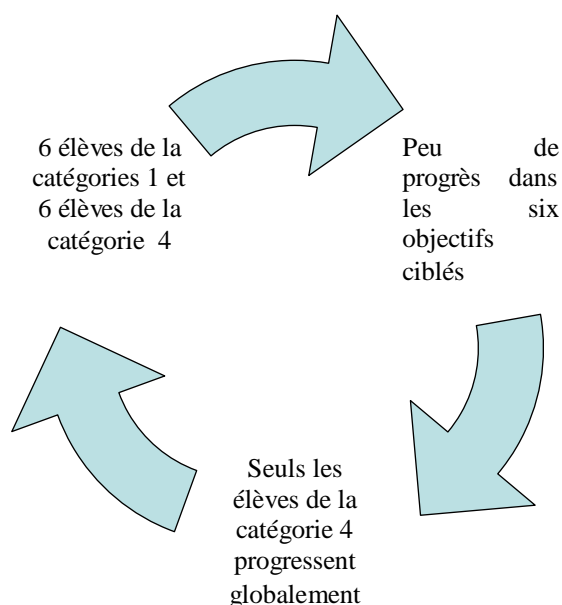 6 élèves de la
catégories 1 et
6 élèves de la
catégorie 4
Peu de
progrès dans
les six
objectifs
ciblés
Seuls les
élèves de la
catégorie 4
progressent
globalement